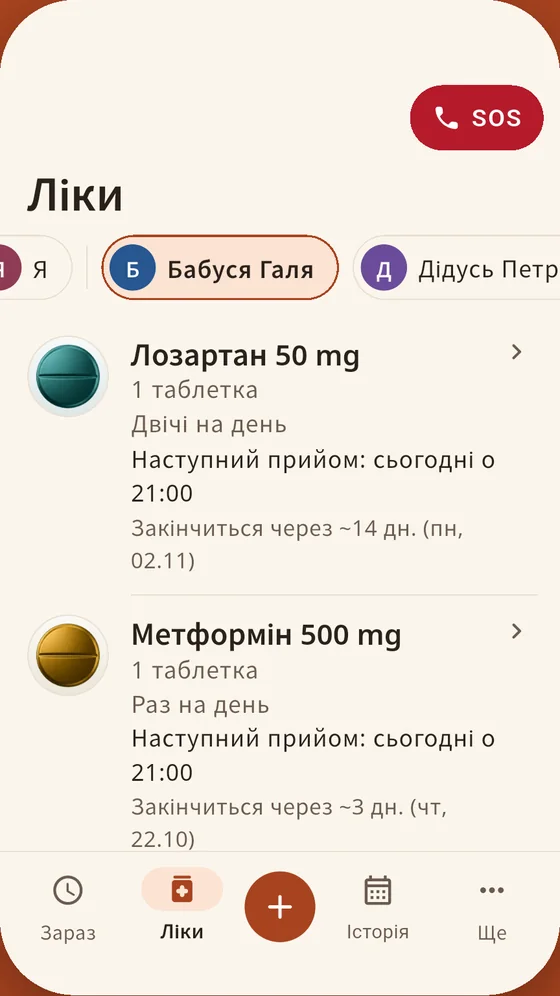 SOS
Ліки
Я Я
Б Бабуся Галя
Д Дідусь Петр
Лозартан 50 mg
1 таблетка
Двічі на день
Наступний прийом: сьогодні о
21:00
Закінчиться через ~14 дн. (пн,
02.11)
Метформін 500 mg
1 таблетка
Раз на день
Наступний прийом: сьогодні о
21:00
Закінчиться через ~3 дн. (чт,
22.10)
Зараз
Ліки
Історія
Ще